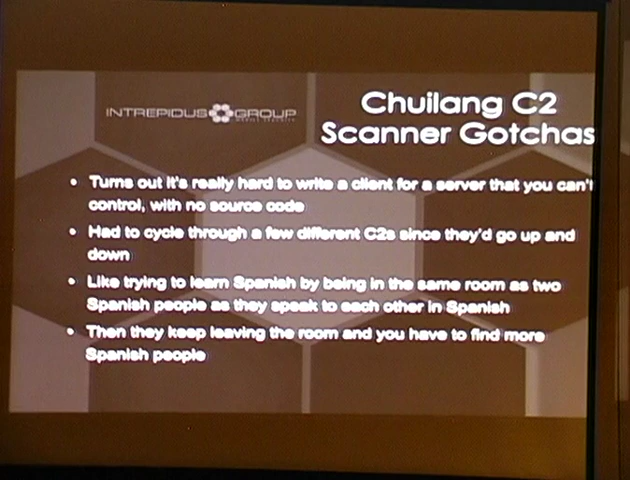 INTREPIDUS GROUP
Chuilang C2
Scanner Gotchas
• Turns out it's really hard to write a client for a server that you can't
control, with no source code
• Had to cycle through a few different C2s since they'd go up and
down
• Like trying to learn Spanish by being in the same room as two
Spanish people as they speak to each other in Spanish
• Then they keep leaving the room and you have to find more
Spanish people